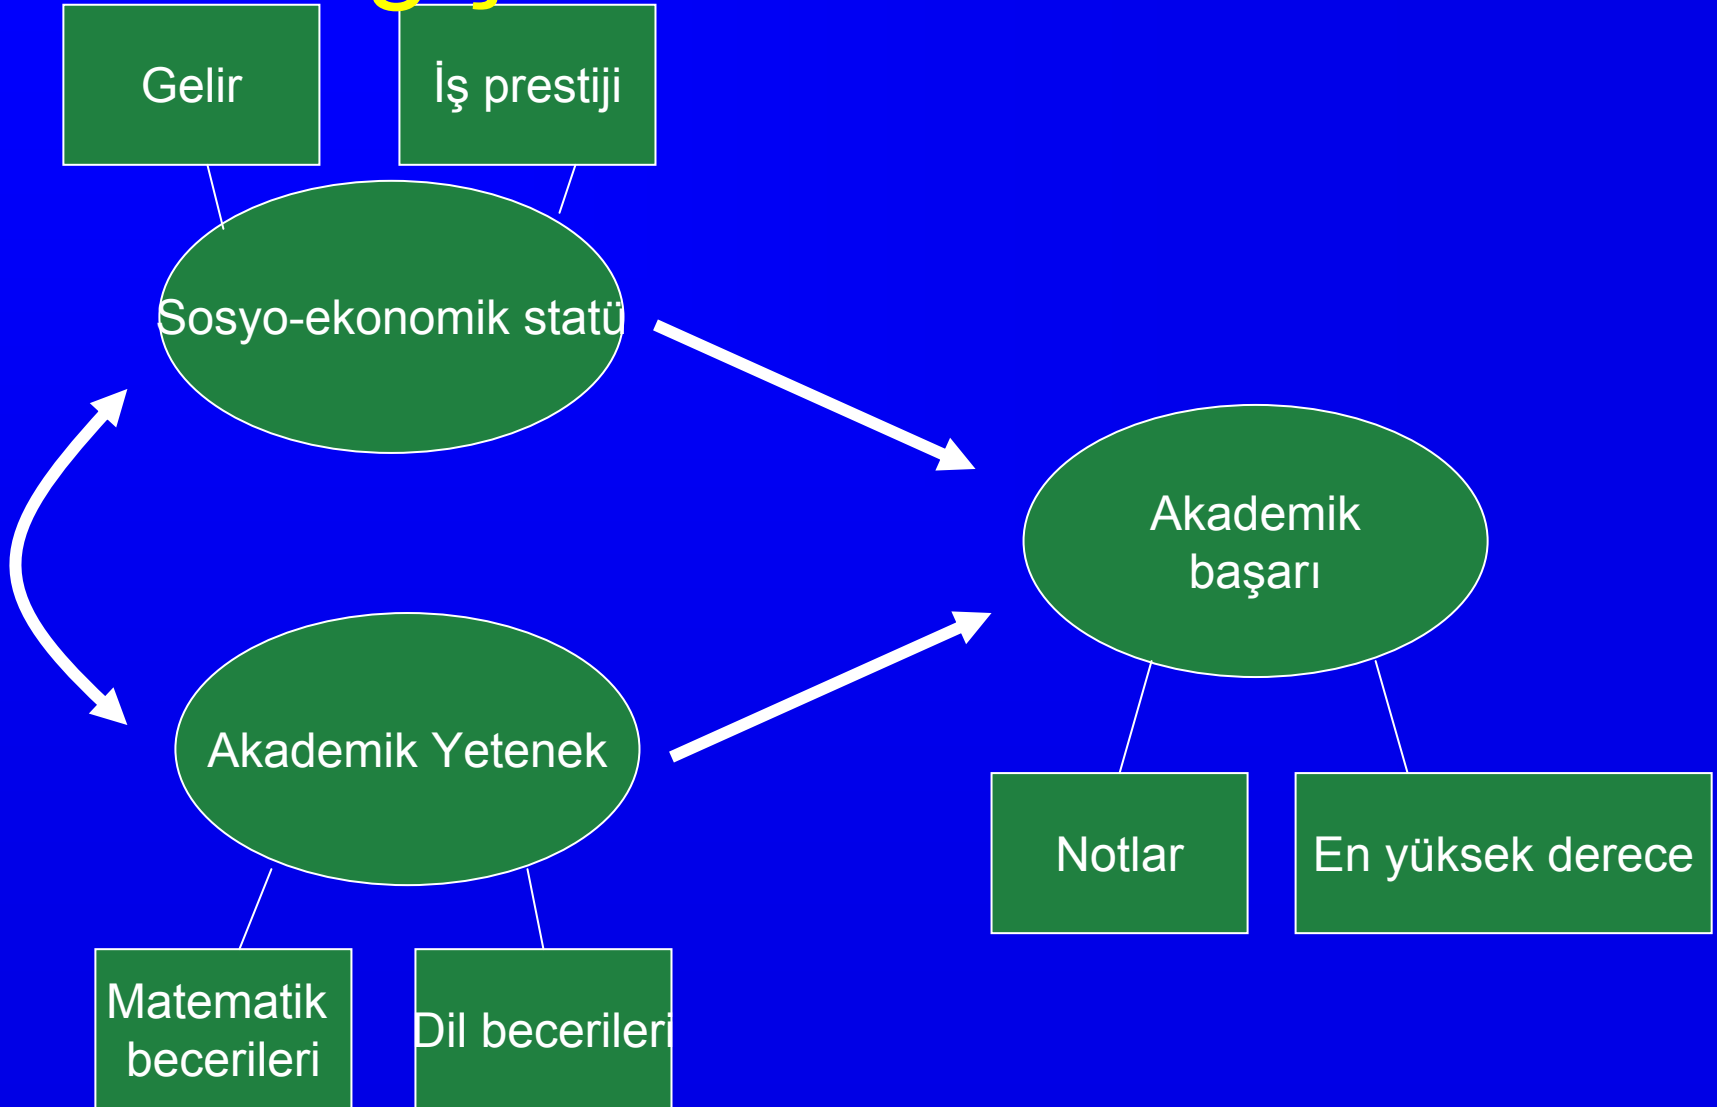 Gelir
İş prestiji
Sosyo-ekonomik statü
Akademik
başarı
Akademik Yetenek
Notlar
En yüksek derece
Matematik
becerileri
Dil becerileri